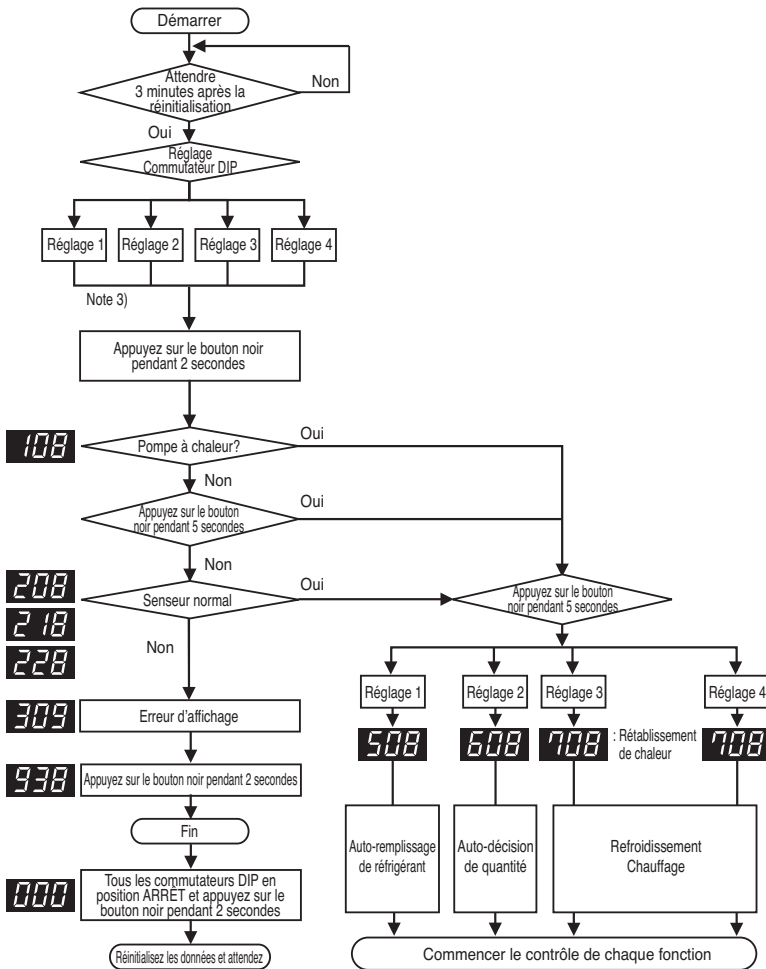 Démarrer
Attendre
3 minutes après la
réinitialisation
Non
Oui
Réglage
Commutateur DIP
Réglage 1
Réglage 2
Réglage 3
Réglage 4
Note 3)
Appuyez sur le bouton noir
pendant 2 secondes
108
Pompe à chaleur?
Oui
Non
Appuyez sur le bouton
noir pendant 5 secondes
Oui
Non
208
218
228
Senseur normal
Oui
Non
Appuyez sur le bouton
noir pendant 5 secondes
309
Erreur d'affichage
938
Appuyez sur le bouton noir pendant 2 secondes
Fin
000
Tous les commutateurs DIP en
position ARRÊT et appuyez sur le
bouton noir pendant 2 secondes
Réinitialisez les données et attendez
Réglage 1
Réglage 2
Réglage 3
Réglage 4
508
608
708
: Rétablissement
de chaleur
708
Auto-remplissage
de réfrigérant
Auto-décision
de quantité
Refroidissement
Chauffage
Commencer le contrôle de chaque fonction